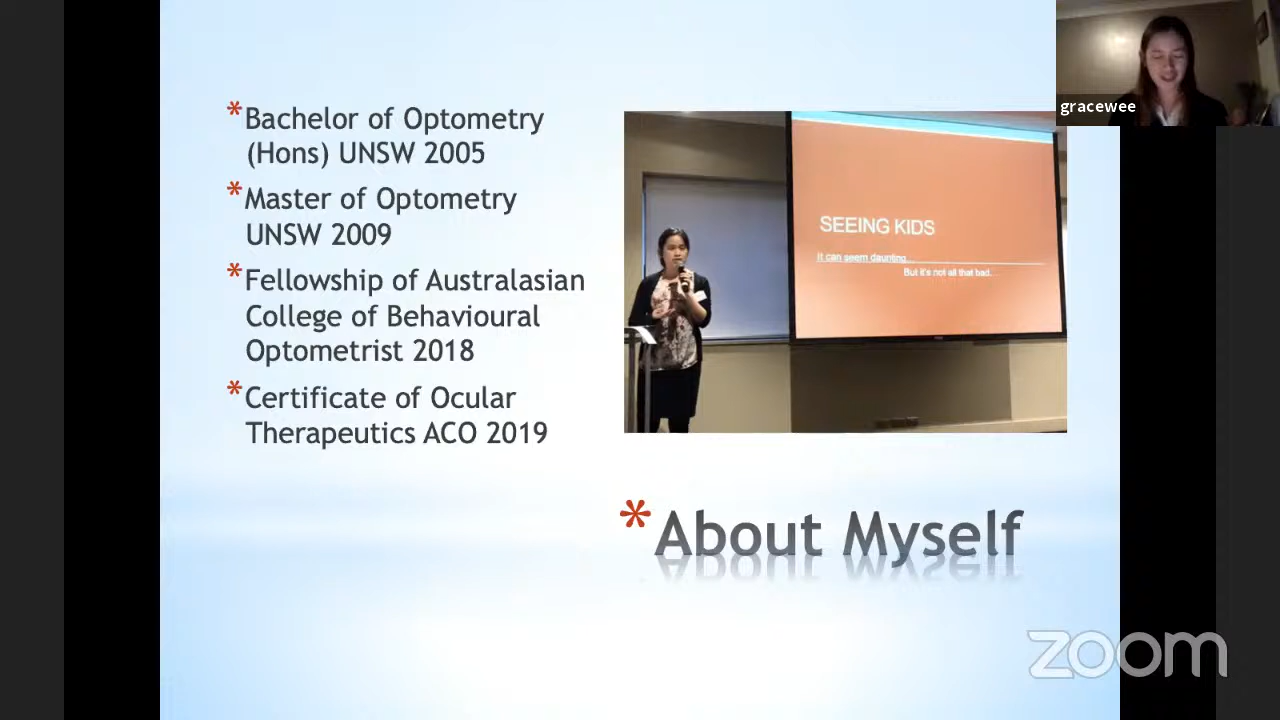 *Bachelor of Optometry
(Hons) UNSW 2005
*Master of Optometry
UNSW 2009
*Fellowship of Australasian
College of Behavioural
Optometrist 2018
*Certificate of Ocular
Therapeutics ACO 2019
SEEING KIDS
It can seem daunting...
But it's not all that bad.
*About Myself
gracewee
zoom